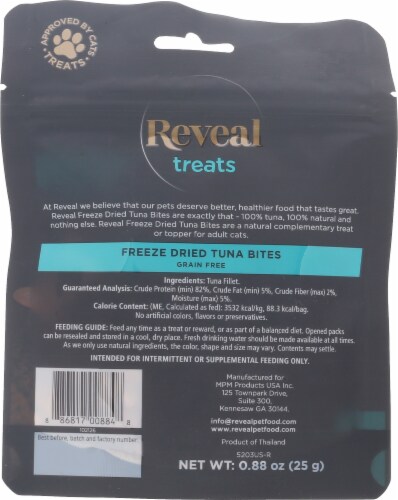 APPROVED BY CATS
TREATS
Reveal
treats
At Reveal we believe that our pets deserve better, healthier food that tastes great.
Reveal Freeze Dried Tuna Bites are exactly that - 100% tuna, 100% natural and
nothing else. Reveal Freeze Dried Tuna Bites are a natural complementary treat
or topper for adult cats.
FREEZE DRIED TUNA BITES
GRAIN FREE
Ingredients: Tuna Fillet.
Guaranteed Analysis: Crude Protein (min) 82%, Crude Fat (min) 5%, Crude Fiber (max) 2%,
Moisture (max) 5%.
Calorie Content: (ME, Calculated as fed): 3532 kcal/kg, 88.3 kcal/bag.
No artificial colors, flavors or preservatives.
FEEDING GUIDE: Feed any time as a treat or reward, or as part of a balanced diet. Opened packs
can be resealed and stored in a cool, dry place. Fresh drinking water should be made available at all times.
As we only use natural ingredients, the color, shape and size may vary. Contents may settle.
INTENDED FOR INTERMITTENT OR SUPPLEMENTAL FEEDING ONLY.
Manufactured for
MPM Products USA Inc.
125 Townpark Drive,
Suite 300,
Kennesaw GA 30144.
info@revealpetfood.com
www.revealpetfood.com
Product of Thailand
5203US-R
NET WT: 0.88 oz (25 g)
8 86817 00884 8
Best before, batch and factory number: